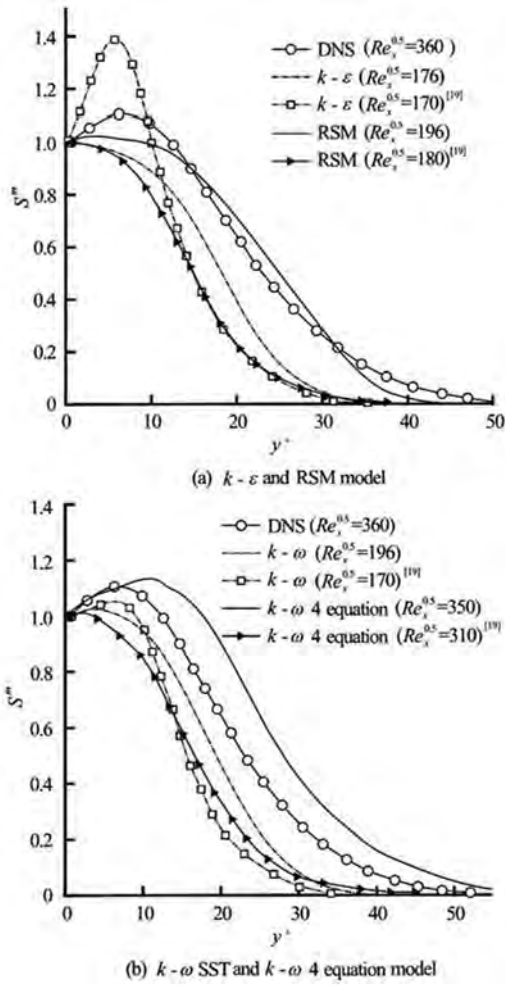 1.4
1.2
1.0
0.8
0.6
0.4
0.2
0
S'''
DNS (Re_x^0.5=360 )
k - ε (Re_x^0.5=176)
k - ε (Re_x^0.5=170)[19]
RSM (Re_x^0.5=196)
RSM (Re_x^0.5=180)[19]
0 10 20 30 40 50
y+
(a) k - ε and RSM model
1.4
1.2
1.0
0.8
0.6
0.4
0.2
0
S'''
DNS (Re_x^0.5=360)
k - ω (Re_x^0.5=196)
k - ω (Re_x^0.5=170)[19]
k - ω 4 equation (Re_x^0.5=350)
k - ω 4 equation (Re_x^0.5=310)[19]
0 10 20 30 40 50
y+
(b) k - ω SST and k - ω 4 equation model